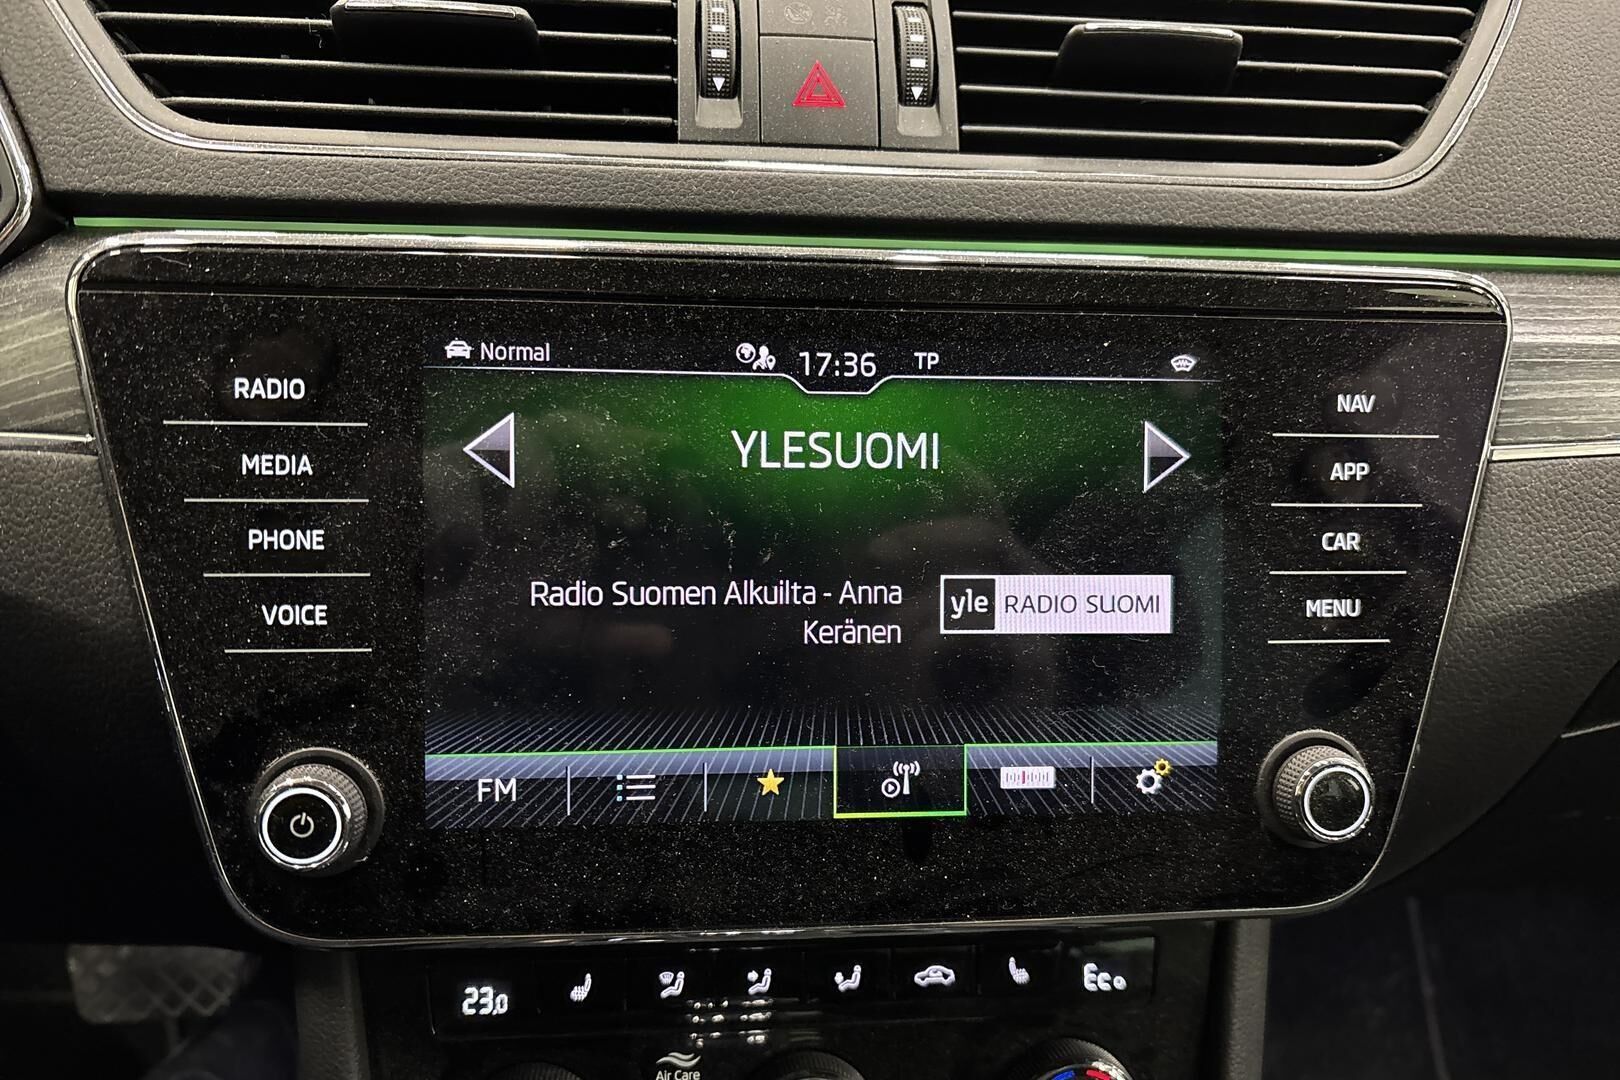 Normal
17:36
TP
YLESUOMI
Radio Suomen Alkuilta - Anna
Keränen
yle RADIO SUOMI
FM
RADIO
MEDIA
PHONE
VOICE
NAV
APP
CAR
MENU
23,0
Eco
Air Care